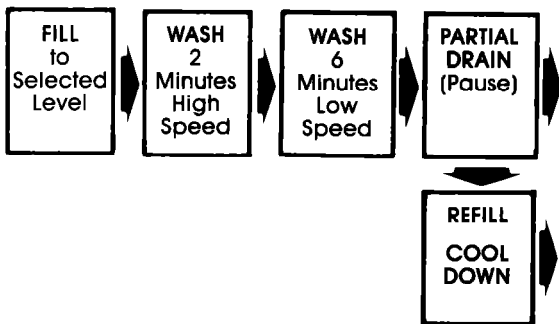 FILL
to
Selected
Level
WASH
2
Minutes
High
Speed
WASH
6
Minutes
Low
Speed
PARTIAL
DRAIN
(Pause)
REFILL
COOL
DOWN